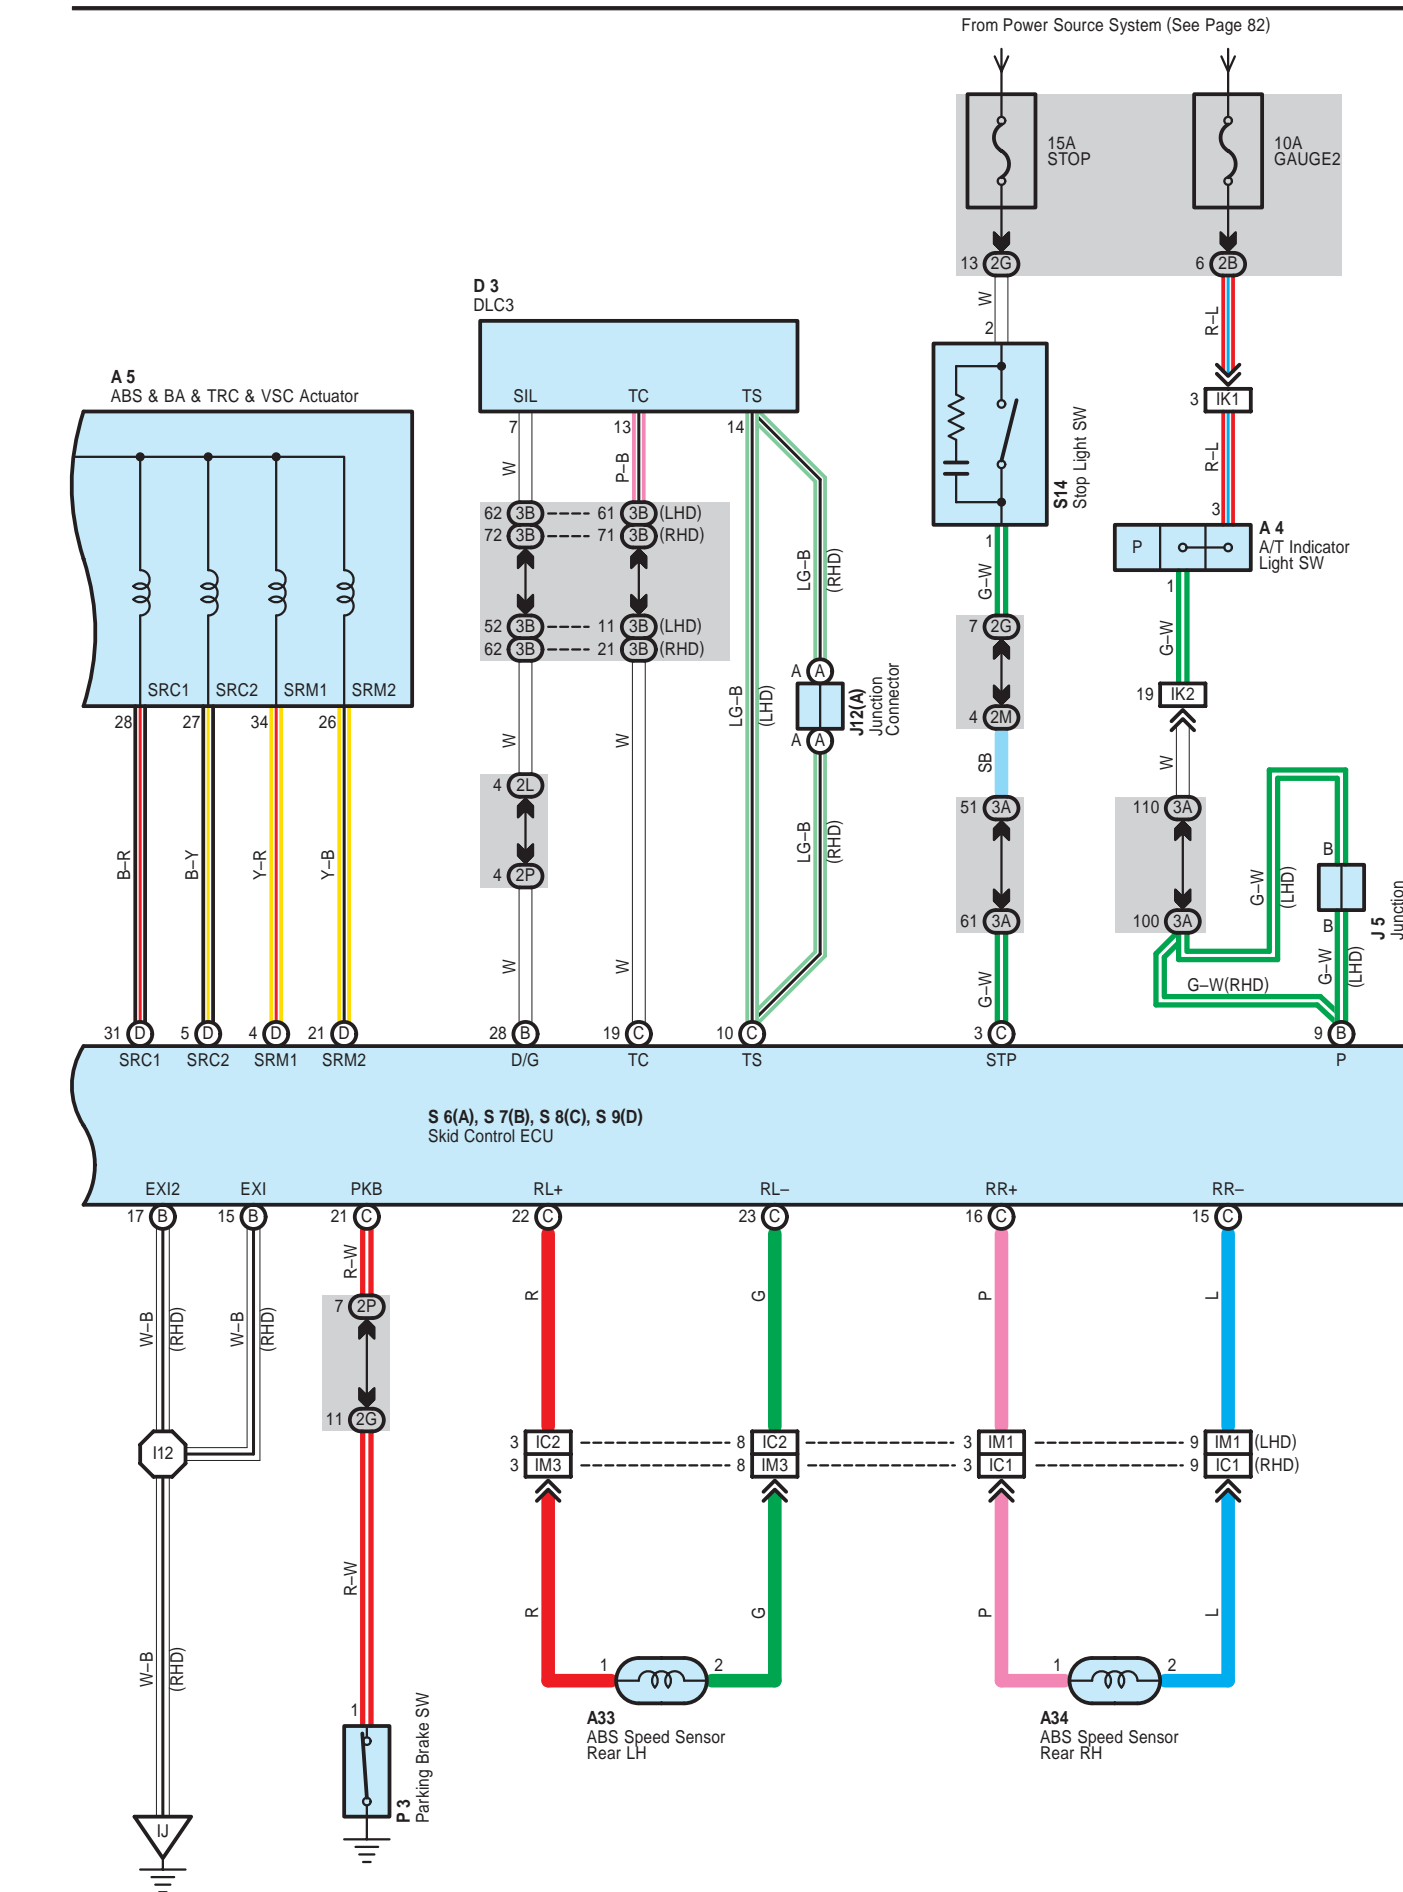 From Power Source System (See Page 82)
15A
STOP
10A
GAUGE2
13 2G
6 2B
D 3
DLC3
W
2
R–L
A 5
ABS & BA & TRC & VSC Actuator
SIL TC TS
3 IK1
7 13 14
W
P–B
S14
Stop Light SW
R–L
3
62 3B 61 3B (LHD)
72 3B 71 3B (RHD)
P
A 4
A/T Indicator
Light SW
1
1
LG–B
(RHD)
G–W
G–W
52 3B 11 3B (LHD)
62 3B 21 3B (RHD)
7 2G
SRC1 SRC2 SRM1 SRM2
28 27 34 26
A A
J12(A)
Junction
Connector
A A
LG–B
(LHD)
19 IK2
4 2M
W
W
SB
W
4 2L
51 3A
110 3A
B–R
B–Y
Y–R
Y–B
LG–B
(RHD)
B
4 2P
G–W
(LHD)
J 5
Junction
61 3A
100 3A
B
W
W
G–W
G–W(RHD)
G–W
(LHD)
31 D 5 D 4 D 21 D 28 B 19 C 10 C 3 C 9 B
SRC1 SRC2 SRM1 SRM2 D/G TC TS STP P
S 6(A), S 7(B), S 8(C), S 9(D)
Skid Control ECU
EXI2 EXI PKB RL+ RL– RR+ RR–
17 B 15 B 21 C 22 C 23 C 16 C 15 C
R–W
W–B
(RHD)
W–B
(RHD)
R
G
P
L
7 2P
11 2G
I12
3 IC2 8 IC2 3 IM1 9 IM1 (LHD)
3 IM3 8 IM3 3 IC1 9 IC1 (RHD)
R–W
R
G
P
L
W–B
(RHD)
1 2
1 2
1
A33
ABS Speed Sensor
Rear LH
A34
ABS Speed Sensor
Rear RH
P 3
Parking Brake SW
IJ